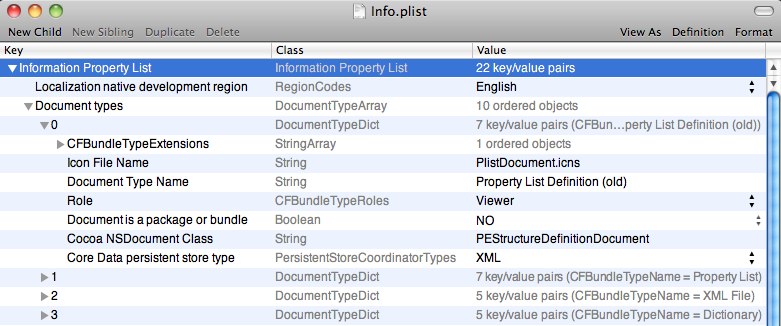 Info.plist
New Child New Sibling Duplicate Delete View As Definition Format
Key Class Value
Information Property List Information Property List 22 key/value pairs
Localization native development region RegionCodes English
Document types DocumentTypeArray 10 ordered objects
0 DocumentTypeDict 7 key/value pairs (CFBun...perty List Definition (old))
CFBundleTypeExtensions StringArray 1 ordered objects
Icon File Name String PlistDocument.icns
Document Type Name String Property List Definition (old)
Role CFBundleTypeRoles Viewer
Document is a package or bundle Boolean NO
Cocoa NSDocument Class String PEStructureDefinitionDocument
Core Data persistent store type PersistentStoreCoordinatorTypes XML
1 DocumentTypeDict 7 key/value pairs (CFBundleTypeName = Property List)
2 DocumentTypeDict 5 key/value pairs (CFBundleTypeName = XML File)
3 DocumentTypeDict 5 key/value pairs (CFBundleTypeName = Dictionary)